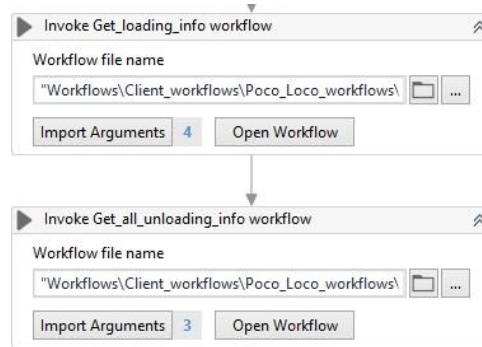 Invoke Get_loading_info workflow
Workflow file name
"Workflows\Client_workflows\Poco_Loco_workflows\
...
Import Arguments 4 Open Workflow
Invoke Get_all_unloading_info workflow
Workflow file name
"Workflows\Client_workflows\Poco_Loco_workflows\
...
Import Arguments 3 Open Workflow